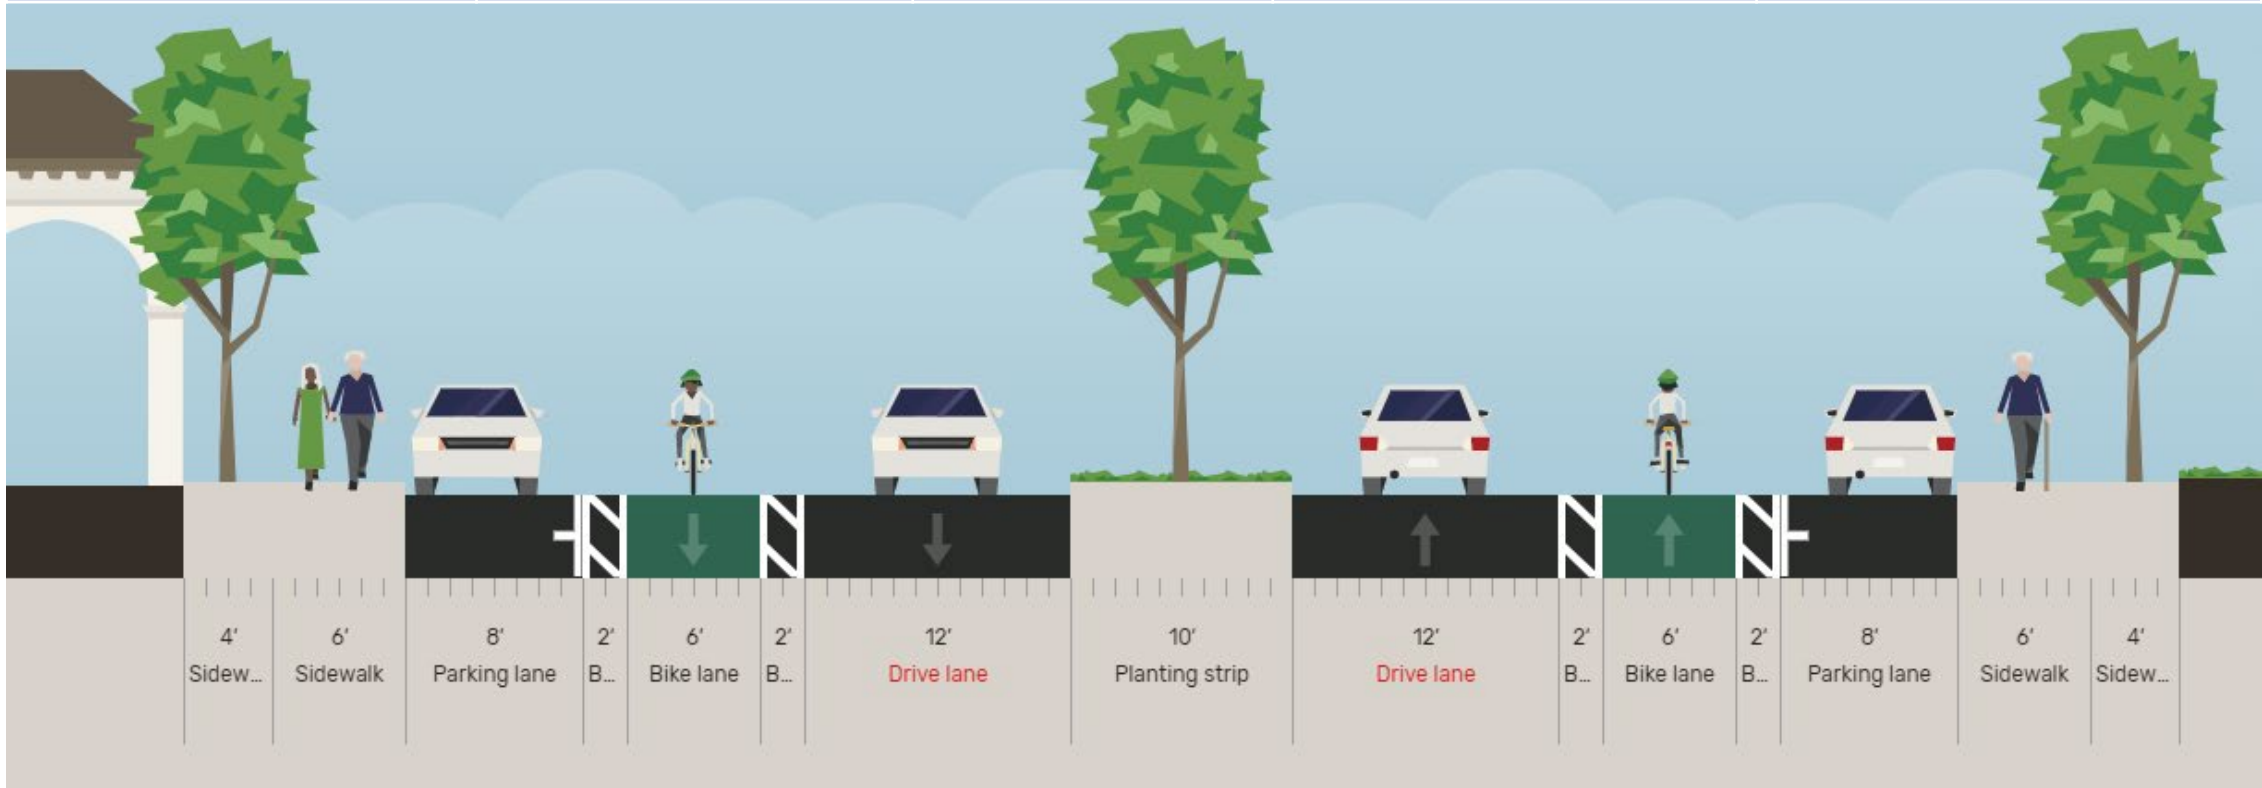 4' 6' 8' 2' 6' 2' 12' 10' 12' 2' 6' 2' 8' 6' 4'
Sidew... Sidewalk Parking lane B... Bike lane B... Drive lane Planting strip Drive lane B... Bike lane B... Parking lane Sidewalk Sidew...